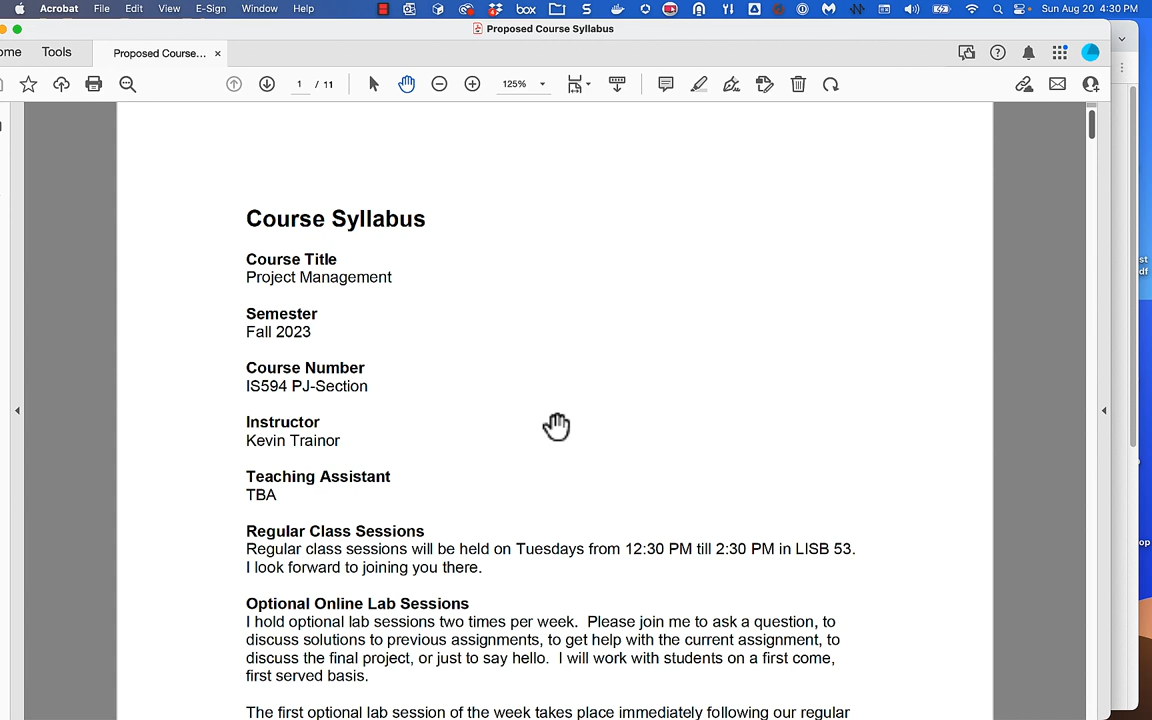 Acrobat File Edit View E-Sign Window Help box Sun Aug 20 4:30 PM
Proposed Course Syllabus
ome Tools Proposed Course... ×
1 / 11 125%
Course Syllabus
Course Title
Project Management
Semester
Fall 2023
Course Number
IS594 PJ-Section
Instructor
Kevin Trainor
Teaching Assistant
TBA
Regular Class Sessions
Regular class sessions will be held on Tuesdays from 12:30 PM till 2:30 PM in LISB 53.
I look forward to joining you there.
Optional Online Lab Sessions
I hold optional lab sessions two times per week. Please join me to ask a question, to
discuss solutions to previous assignments, to get help with the current assignment, to
discuss the final project, or just to say hello. I will work with students on a first come,
first served basis.
The first optional lab session of the week takes place immediately following our regular
st
df
op